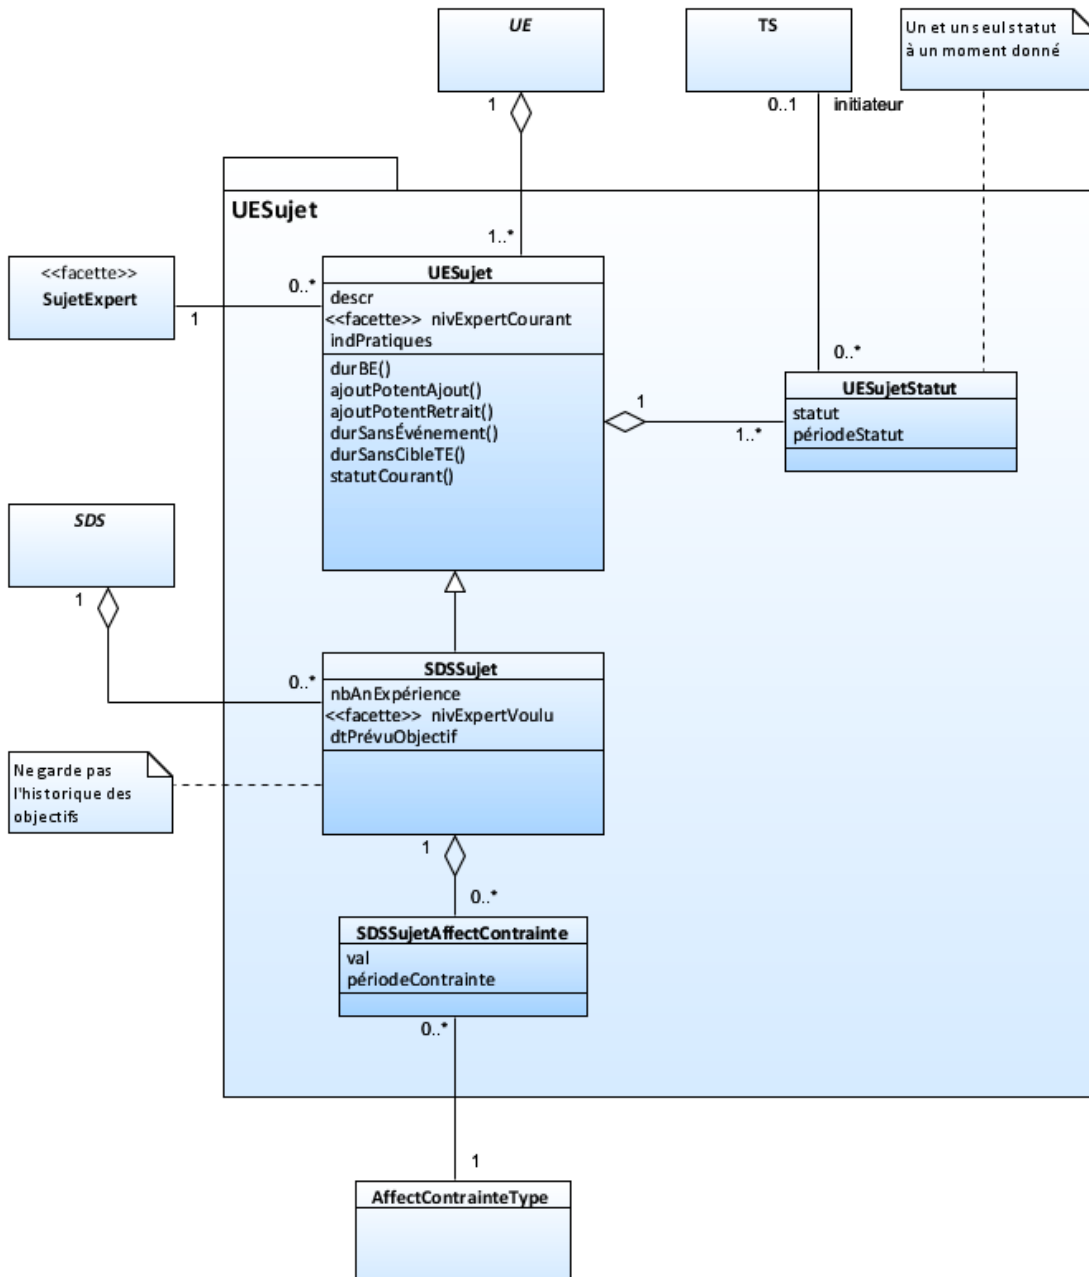 UE
TS
Un et un seul statut
à un moment donné
1
0..1
initiateur
UESujet
1..*
<<facette>>
SujetExpert
1
0..*
UESujet
descr
<<facette>> nivExpertCourant
indPratiques
durBE()
ajoutPotentAjout()
ajoutPotentRetrait()
durSansÉvénement()
durSansCibleTE()
statutCourant()
0..*
UESujetStatut
statut
périodeStatut
1
1..*
SDS
1
0..*
SDSSujet
nbAnExpérience
<<facette>> nivExpertVoulu
dtPrévuObjectif
Ne garde pas
l'historique des
objectifs
1
0..*
SDSSujetAffectContrainte
val
périodeContrainte
0..*
1
AffectContrainteType